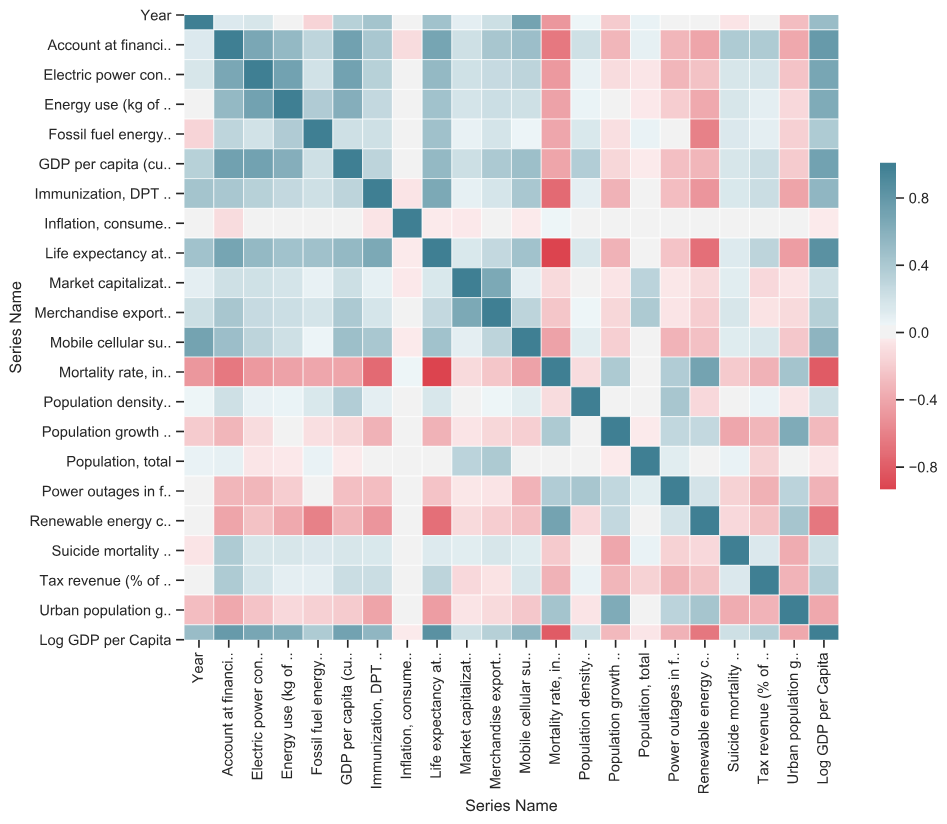 Year
Account at financi..
Electric power con..
Energy use (kg of ..
Fossil fuel energy..
GDP per capita (cu..
Immunization, DPT ..
Inflation, consume..
Life expectancy at..
Market capitalizat..
Merchandise export..
Mobile cellular su..
Mortality rate, in..
Population density..
Population growth ..
Population, total
Power outages in f..
Renewable energy c..
Suicide mortality ..
Tax revenue (% of ..
Urban population g..
Log GDP per Capita
Series Name
Year
Account at financi..
Electric power con..
Energy use (kg of ..
Fossil fuel energy..
GDP per capita (cu..
Immunization, DPT ..
Inflation, consume..
Life expectancy at..
Market capitalizat..
Merchandise export..
Mobile cellular su..
Mortality rate, in..
Population density..
Population growth ..
Population, total
Power outages in f..
Renewable energy c..
Suicide mortality ..
Tax revenue (% of ..
Urban population g..
Log GDP per Capita
Series Name
0.8
0.4
0.0
−0.4
−0.8